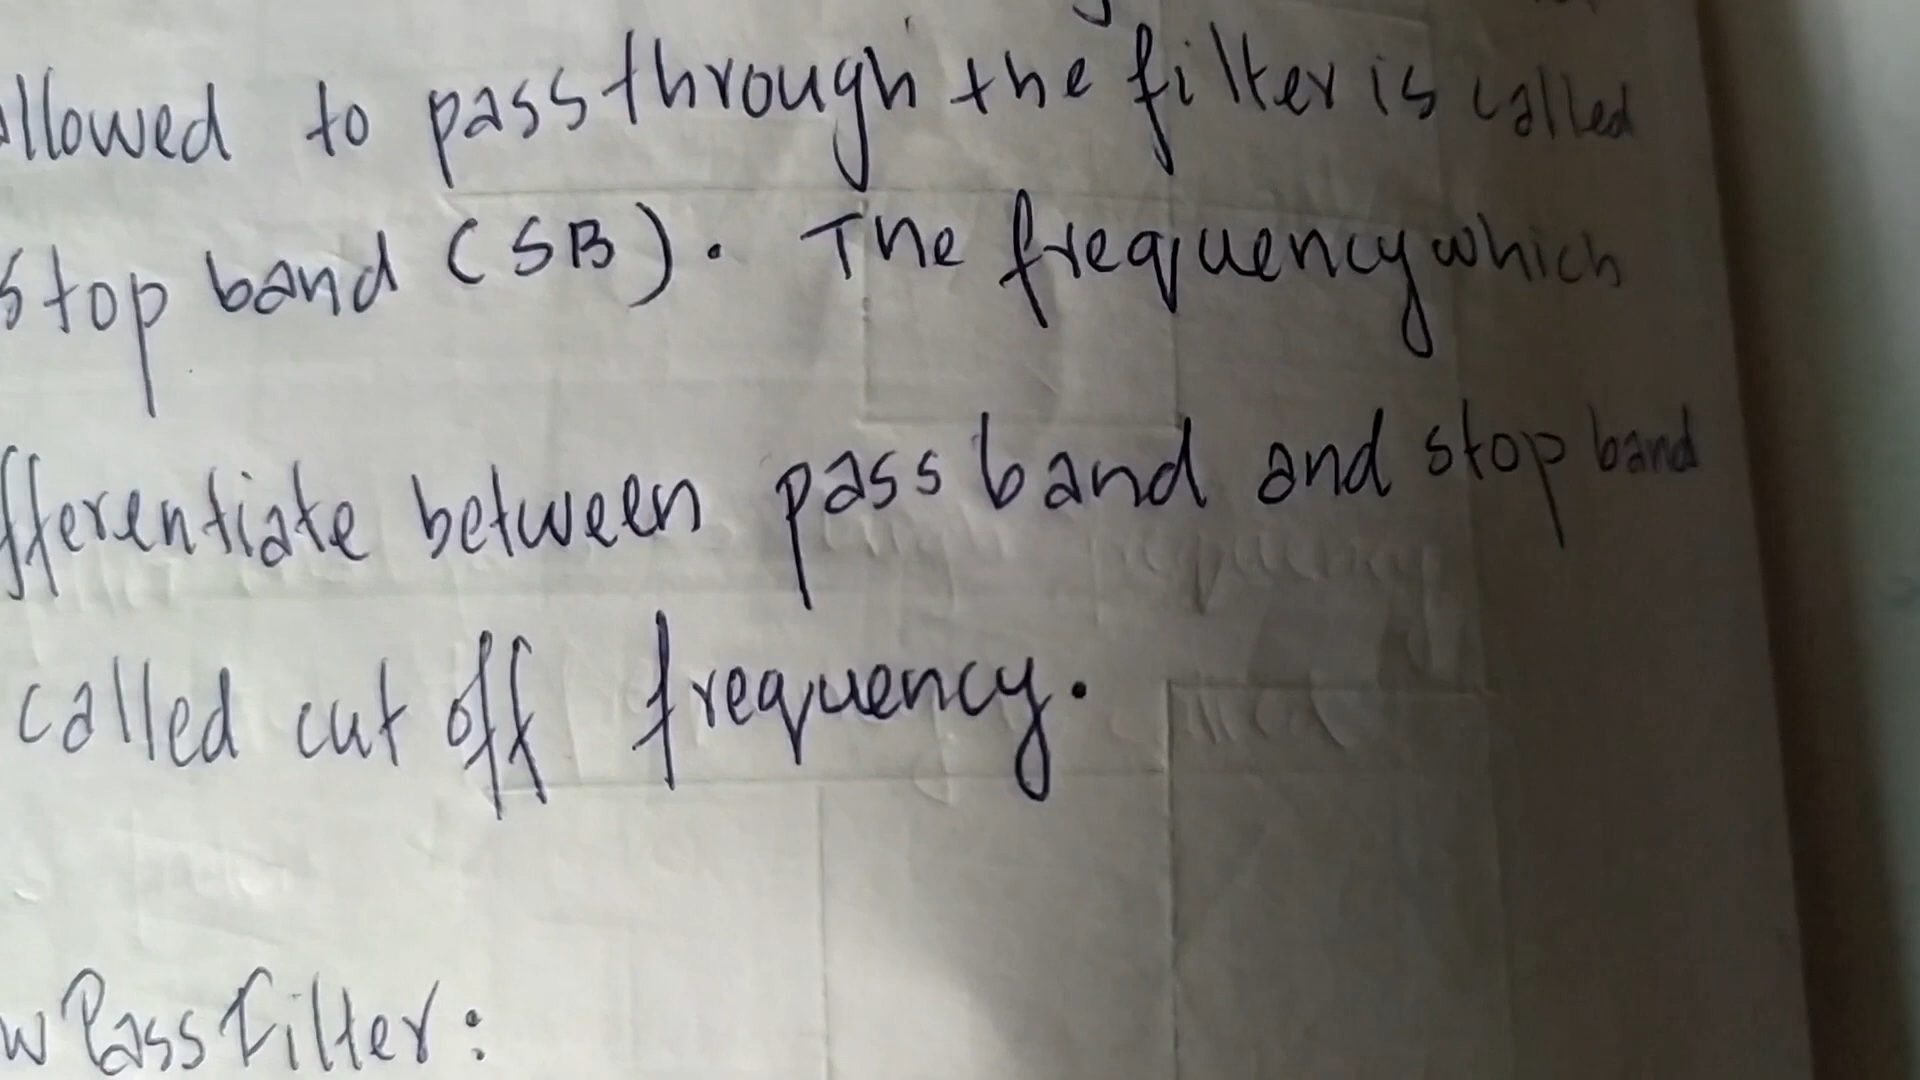 allowed to pass through the filter is called
stop band (SB). The frequency which
fferentiate between pass band and stop band
called cut off frequency.
w Pass Filter: